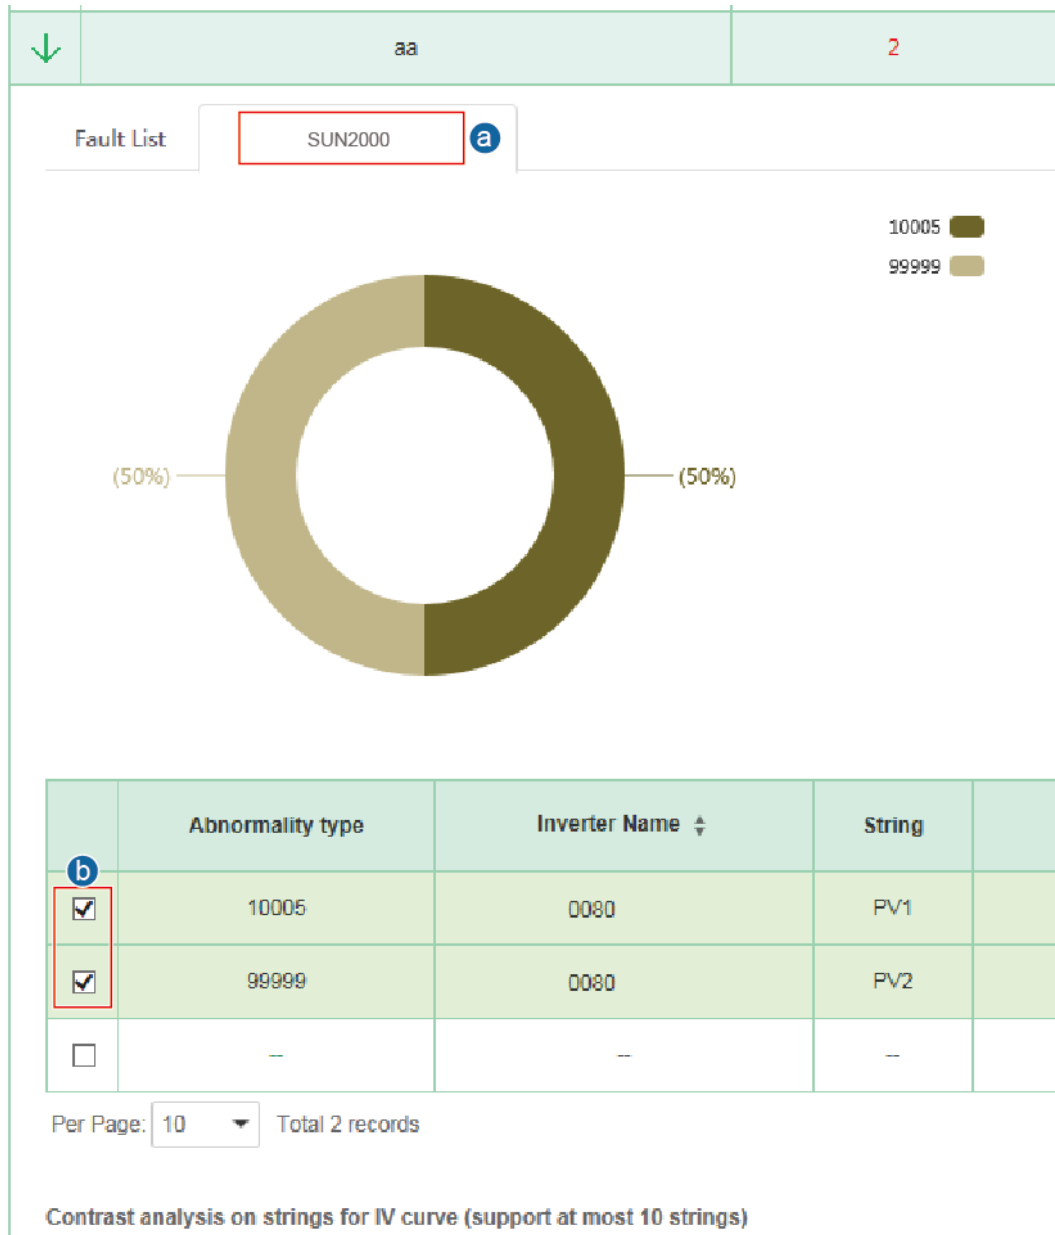 aa 2
Fault List SUN2000 a
10005
99999
(50%) (50%)
Abnormality type Inverter Name String
b
10005 0080 PV1
99999 0080 PV2
-- -- --
Per Page: 10 Total 2 records
Contrast analysis on strings for IV curve (support at most 10 strings)